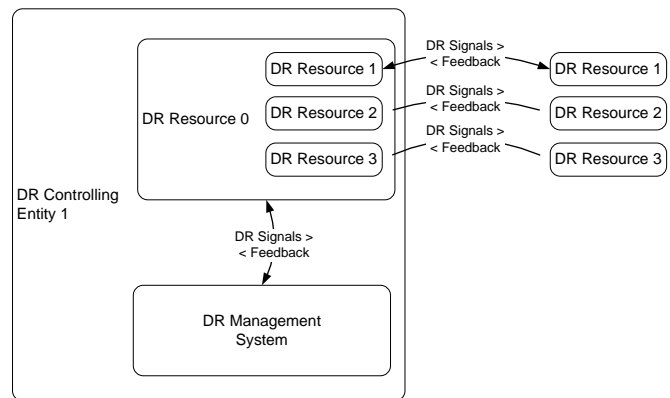 DR Controlling
Entity 1
DR Resource 0
DR Resource 1
DR Resource 2
DR Resource 3
DR Signals >
< Feedback
DR Resource 1
DR Signals >
< Feedback
DR Resource 2
DR Signals >
< Feedback
DR Resource 3
DR Signals >
< Feedback
DR Management
System